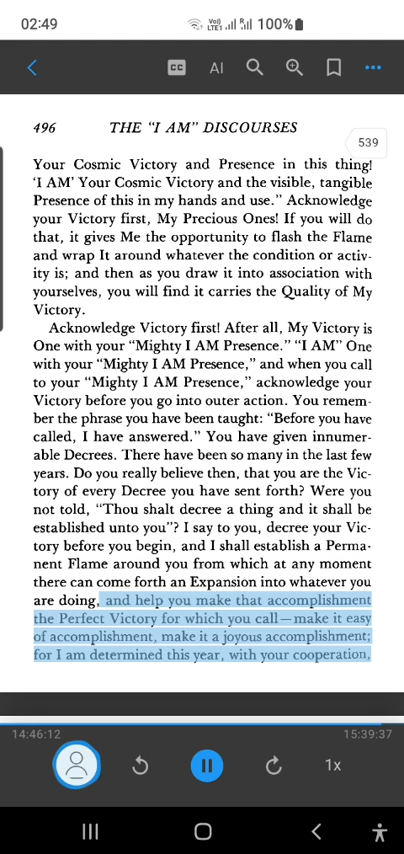 02:49
Vo) LTE1 R 100%
CC AI
496 THE "I AM" DISCOURSES
539
Your Cosmic Victory and Presence in this thing!
'I AM' Your Cosmic Victory and the visible, tangible
Presence of this in my hands and use." Acknowledge
your Victory first, My Precious Ones! If you will do
that, it gives Me the opportunity to flash the Flame
and wrap It around whatever the condition or activ-
ity is; and then as you draw it into association with
yourselves, you will find it carries the Quality of My
Victory.
Acknowledge Victory first! After all, My Victory is
One with your "Mighty I AM Presence." "I AM" One
with your "Mighty I AM Presence," and when you call
to your "Mighty I AM Presence," acknowledge your
Victory before you go into outer action. You remem-
ber the phrase you have been taught: "Before you have
called, I have answered." You have given innumer-
able Decrees. There have been so many in the last few
years. Do you really believe then, that you are the Vic-
tory of every Decree you have sent forth? Were you
not told, "Thou shalt decree a thing and it shall be
established unto you"? I say to you, decree your Vic-
tory before you begin, and I shall establish a Perma-
nent Flame around you from which at any moment
there can come forth an Expansion into whatever you
are doing, and help you make that accomplishment
the Perfect Victory for which you call—make it easy
of accomplishment, make it a joyous accomplishment;
for I am determined this year, with your cooperation,
14:46:12 15:39:37
1x